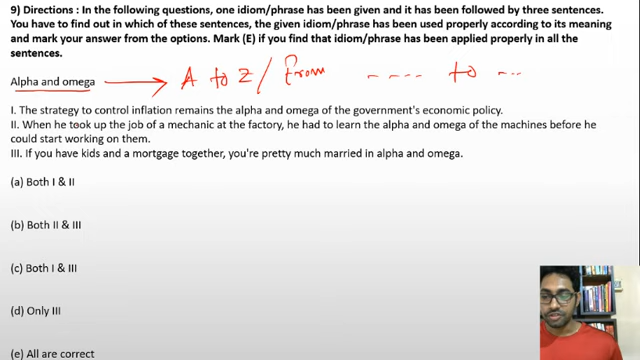 9) Directions : In the following questions, one idiom/phrase has been given and it has been followed by three sentences.
You have to find out in which of these sentences, the given idiom/phrase has been used properly according to its meaning
and mark your answer from the options. Mark (E) if you find that idiom/phrase has been applied properly in all the
sentences.
Alpha and omega → A to Z / From ---- to ---
I. The strategy to control inflation remains the alpha and omega of the government's economic policy.
II. When he took up the job of a mechanic at the factory, he had to learn the alpha and omega of the machines before he
could start working on them.
III. If you have kids and a mortgage together, you're pretty much married in alpha and omega.
(a) Both I & II
(b) Both II & III
(c) Both I & III
(d) Only III
(e) All are correct